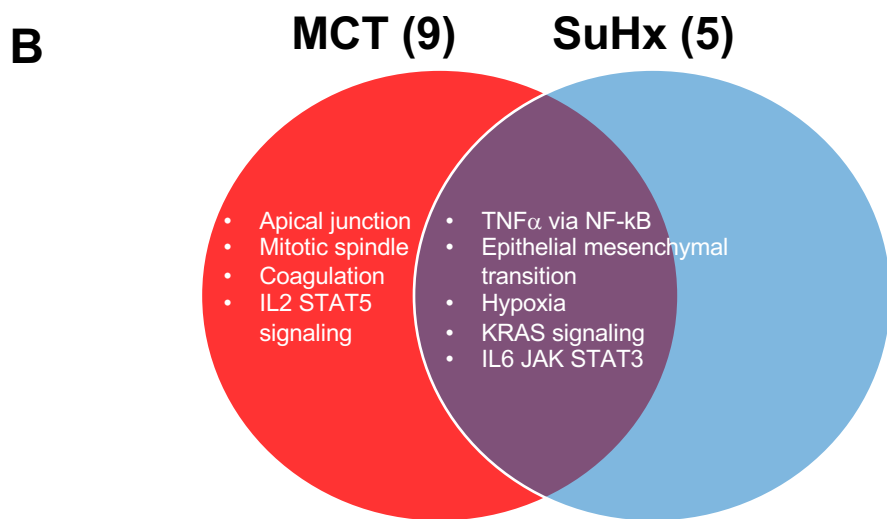 B
MCT (9)
SuHx (5)
• Apical junction
• Mitotic spindle
• Coagulation
• IL2 STAT5
signaling
• TNFα via NF-kB
• Epithelial mesenchymal
transition
• Hypoxia
• KRAS signaling
• IL6 JAK STAT3